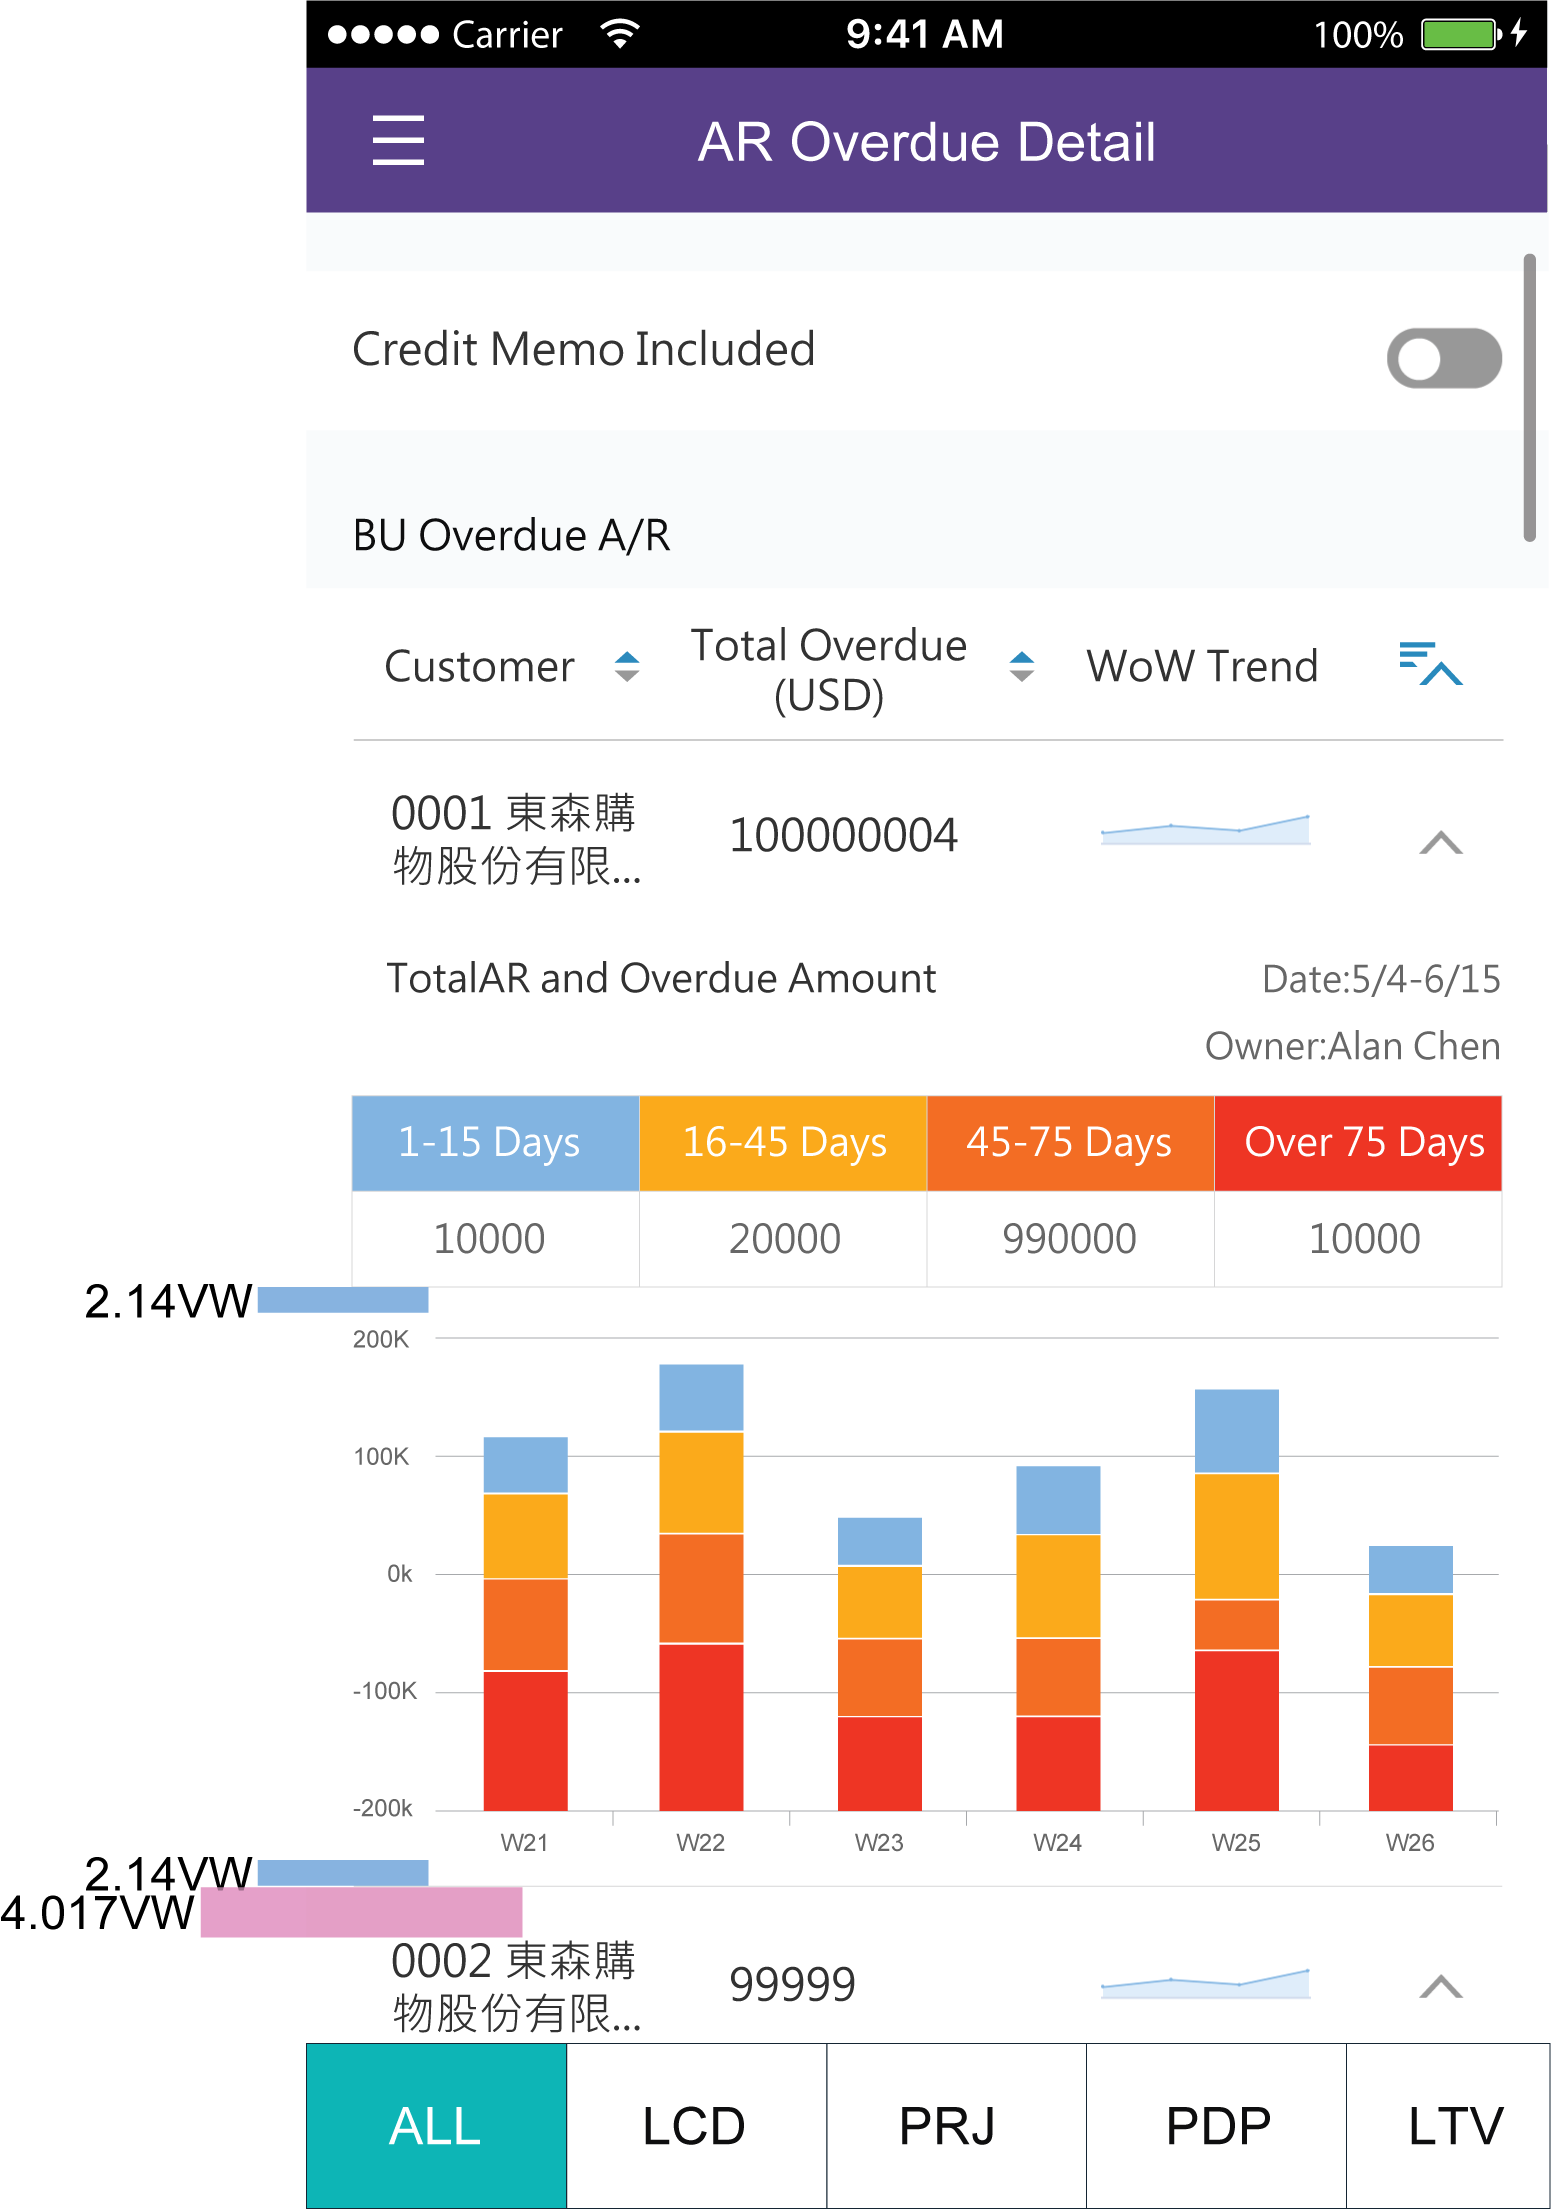 Carrier 9:41 AM 100%
AR Overdue Detail
Credit Memo Included
BU Overdue A/R
Customer Total Overdue (USD) WoW Trend
0001 東森購
物股份有限...
100000004
TotalAR and Overdue Amount Date:5/4-6/15
Owner:Alan Chen
1-15 Days 16-45 Days 45-75 Days Over 75 Days
10000 20000 990000 10000
2.14VW
200K
100K
0k
-100K
-200k
W21 W22 W23 W24 W25 W26
2.14VW
4.017VW
0002 東森購
物股份有限...
99999
ALL LCD PRJ PDP LTV